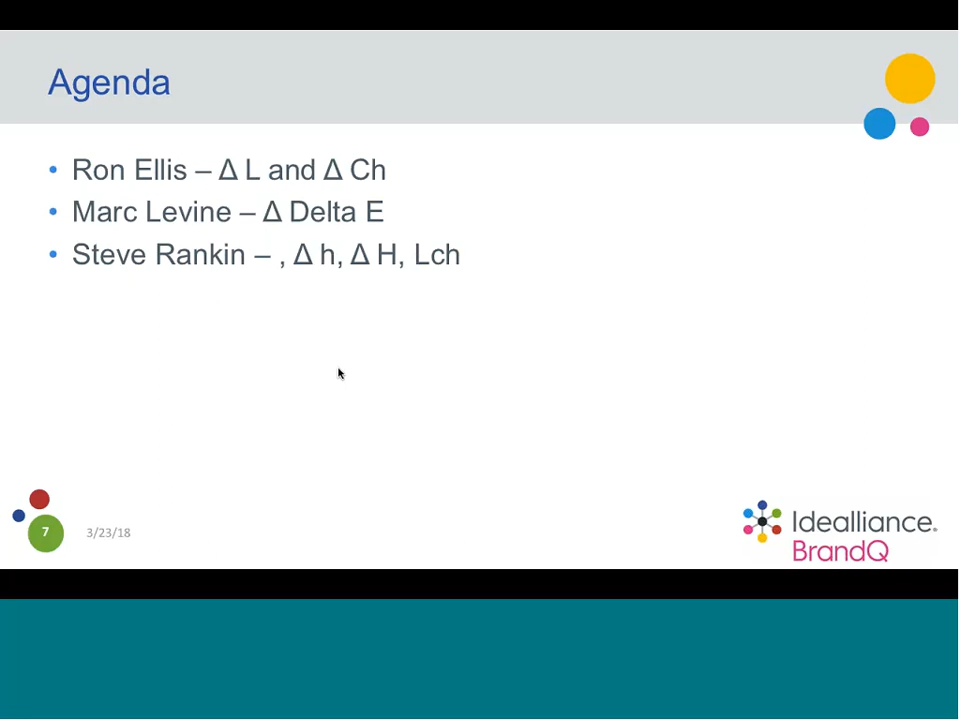 Agenda
• Ron Ellis – Δ L and Δ Ch
• Marc Levine – Δ Delta E
• Steve Rankin – , Δ h, Δ H, Lch
7
3/23/18
Idealliance.
BrandQ